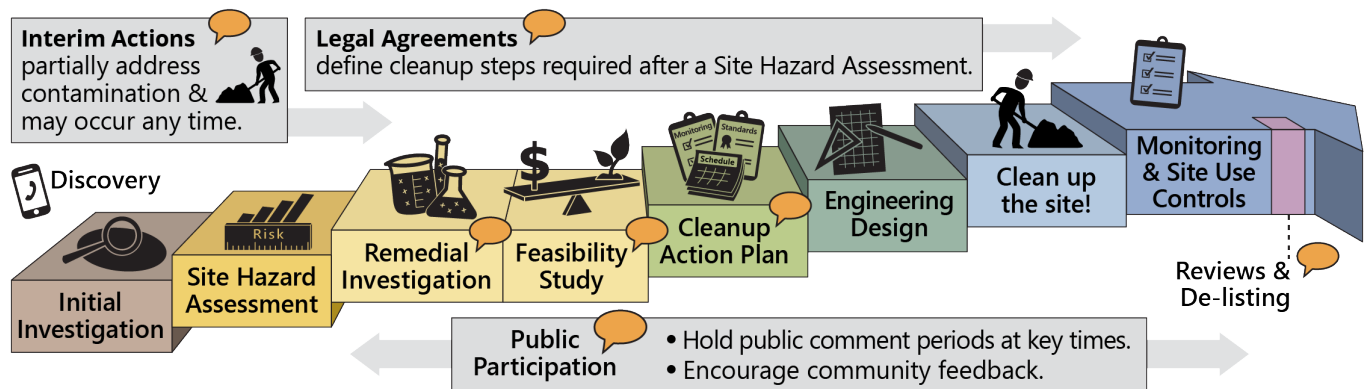 Interim Actions
partially address
contamination &
may occur any time.
Legal Agreements
define cleanup steps required after a Site Hazard Assessment.
Discovery
Initial
Investigation
Risk
Site Hazard
Assessment
Remedial
Investigation
$
Feasibility
Study
Monitoring
Standards
Schedule
Cleanup
Action Plan
Engineering
Design
Clean up
the site!
Monitoring
& Site Use
Controls
Reviews &
De-listing
Public
Participation
• Hold public comment periods at key times.
• Encourage community feedback.